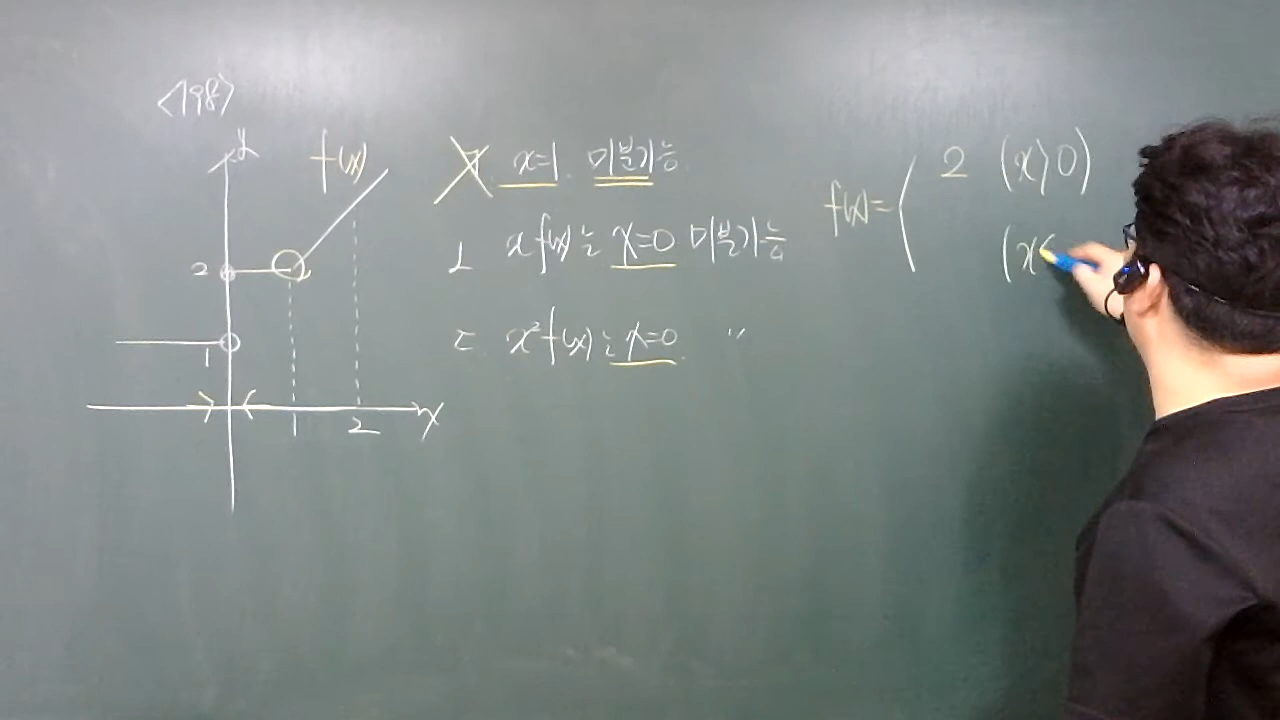 <198>
y
f(x)
2
1
1
2
x
ㄱ x=1. 미분가능
ㄴ x f(x)는 x=0 미분가능
ㄷ. x²f(x)는 x=0. "
f(x)=
2 (x>0)
(x<